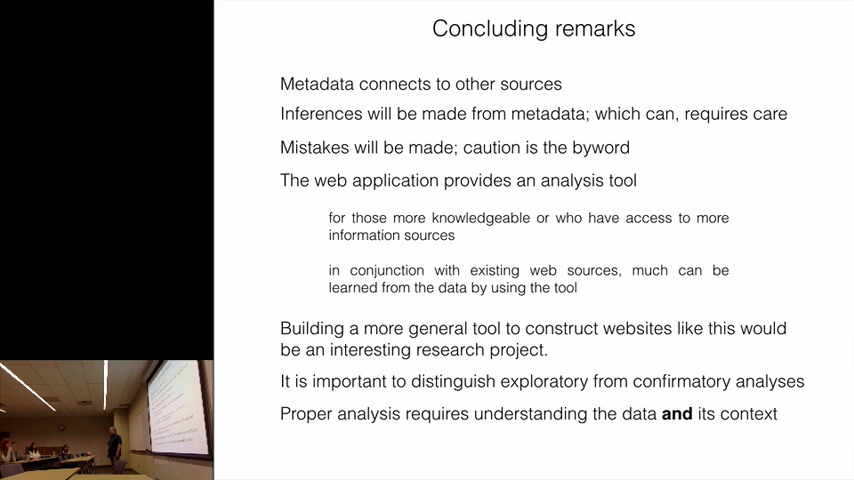 Concluding remarks
Metadata connects to other sources
Inferences will be made from metadata; which can, requires care
Mistakes will be made; caution is the byword
The web application provides an analysis tool
for those more knowledgeable or who have access to more
information sources
in conjunction with existing web sources, much can be
learned from the data by using the tool
Building a more general tool to construct websites like this would
be an interesting research project.
It is important to distinguish exploratory from confirmatory analyses
Proper analysis requires understanding the data and its context